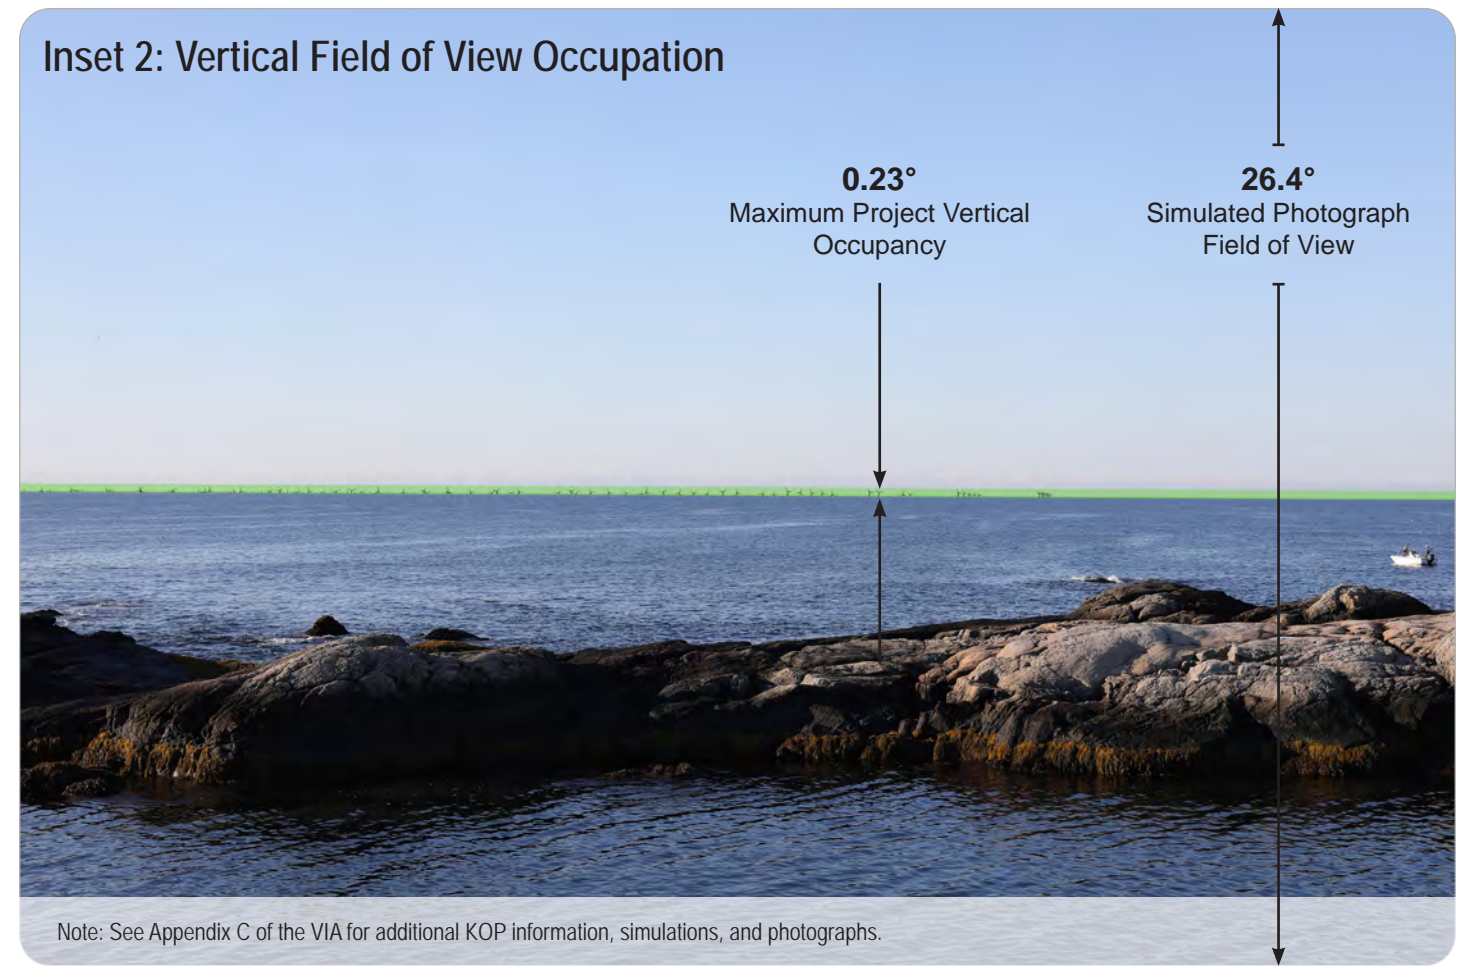 Inset 2: Vertical Field of View Occupation
0.23°
Maximum Project Vertical
Occupancy
26.4°
Simulated Photograph
Field of View
Note: See Appendix C of the VIA for additional KOP information, simulations, and photographs.